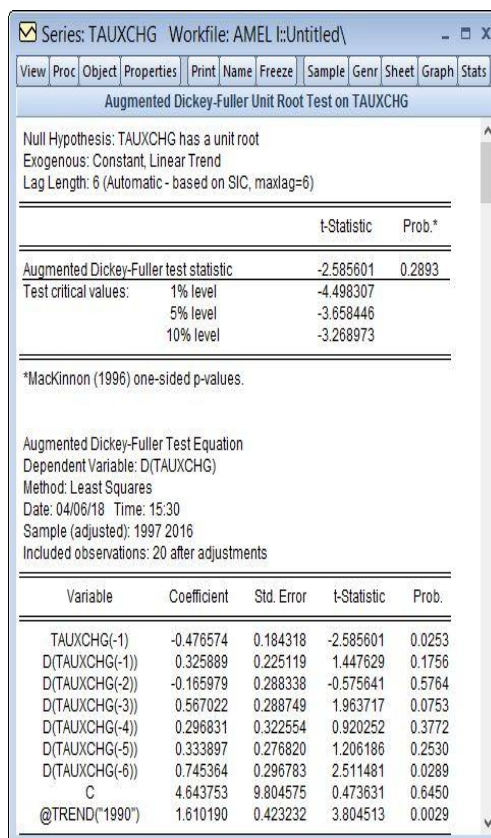 Series: TAUXCHG Workfile: AMEL I::Untitled\
View Proc Object Properties Print Name Freeze Sample Genr Sheet Graph Stats
Augmented Dickey-Fuller Unit Root Test on TAUXCHG
Null Hypothesis: TAUXCHG has a unit root
Exogenous: Constant, Linear Trend
Lag Length: 6 (Automatic - based on SIC, maxlag=6)
t-Statistic Prob.*
Augmented Dickey-Fuller test statistic -2.585601 0.2893
Test critical values: 1% level -4.498307
5% level -3.658446
10% level -3.268973
*MacKinnon (1996) one-sided p-values.
Augmented Dickey-Fuller Test Equation
Dependent Variable: D(TAUXCHG)
Method: Least Squares
Date: 04/06/18 Time: 15:30
Sample (adjusted): 1997 2016
Included observations: 20 after adjustments
Variable Coefficient Std. Error t-Statistic Prob.
TAUXCHG(-1) -0.476574 0.184318 -2.585601 0.0253
D(TAUXCHG(-1)) 0.325889 0.225119 1.447629 0.1756
D(TAUXCHG(-2)) -0.165979 0.288338 -0.575641 0.5764
D(TAUXCHG(-3)) 0.567022 0.288749 1.963717 0.0753
D(TAUXCHG(-4)) 0.296831 0.322554 0.920252 0.3772
D(TAUXCHG(-5)) 0.333897 0.276820 1.206186 0.2530
D(TAUXCHG(-6)) 0.745364 0.296783 2.511481 0.0289
C 4.643753 9.804575 0.473631 0.6450
@TREND("1990") 1.610190 0.423232 3.804513 0.0029